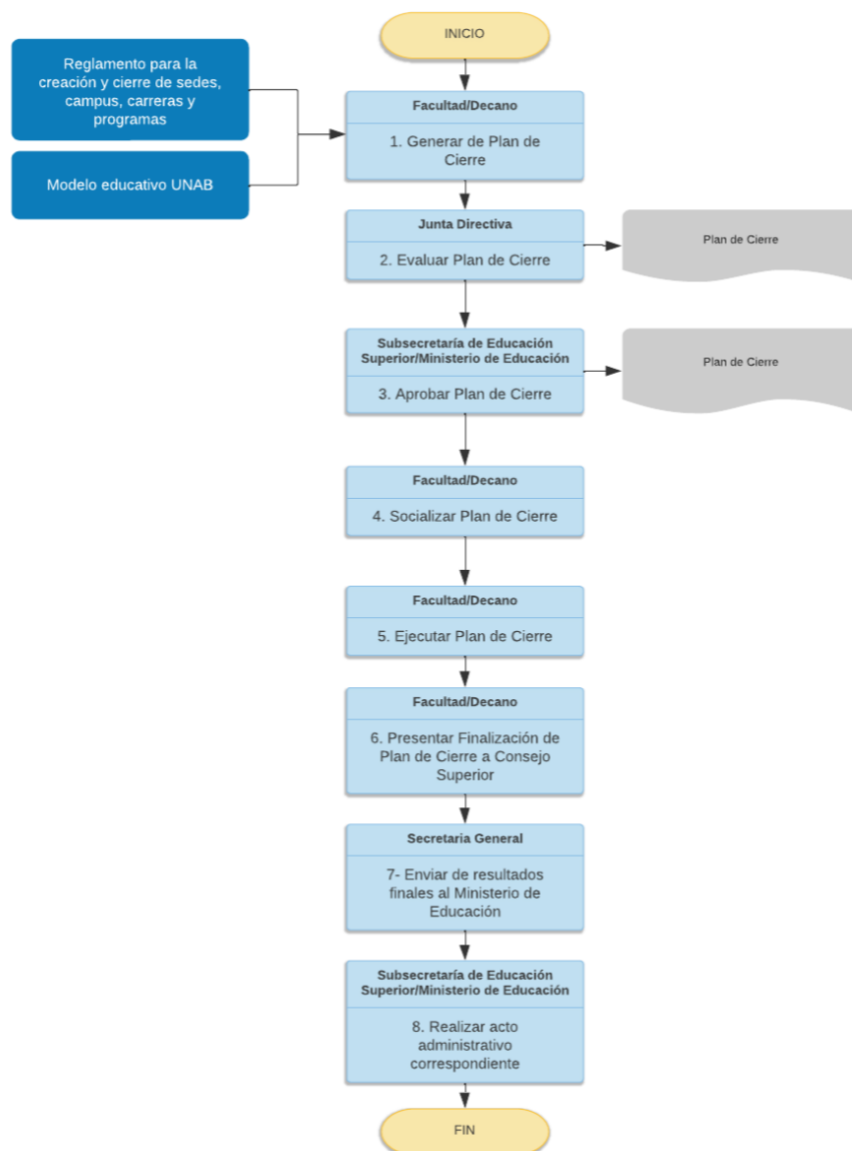 INICIO
Reglamento para la
creación y cierre de sedes,
campus, carreras y
programas
Modelo educativo UNAB
Facultad/Decano
1. Generar de Plan de
Cierre
Junta Directiva
2. Evaluar Plan de Cierre
Plan de Cierre
Subsecretaría de Educación
Superior/Ministerio de Educación
3. Aprobar Plan de Cierre
Plan de Cierre
Facultad/Decano
4. Socializar Plan de Cierre
Facultad/Decano
5. Ejecutar Plan de Cierre
Facultad/Decano
6. Presentar Finalización de
Plan de Cierre a Consejo
Superior
Secretaria General
7- Enviar de resultados
finales al Ministerio de
Educación
Subsecretaría de Educación
Superior/Ministerio de Educación
8. Realizar acto
administrativo
correspondiente
FIN